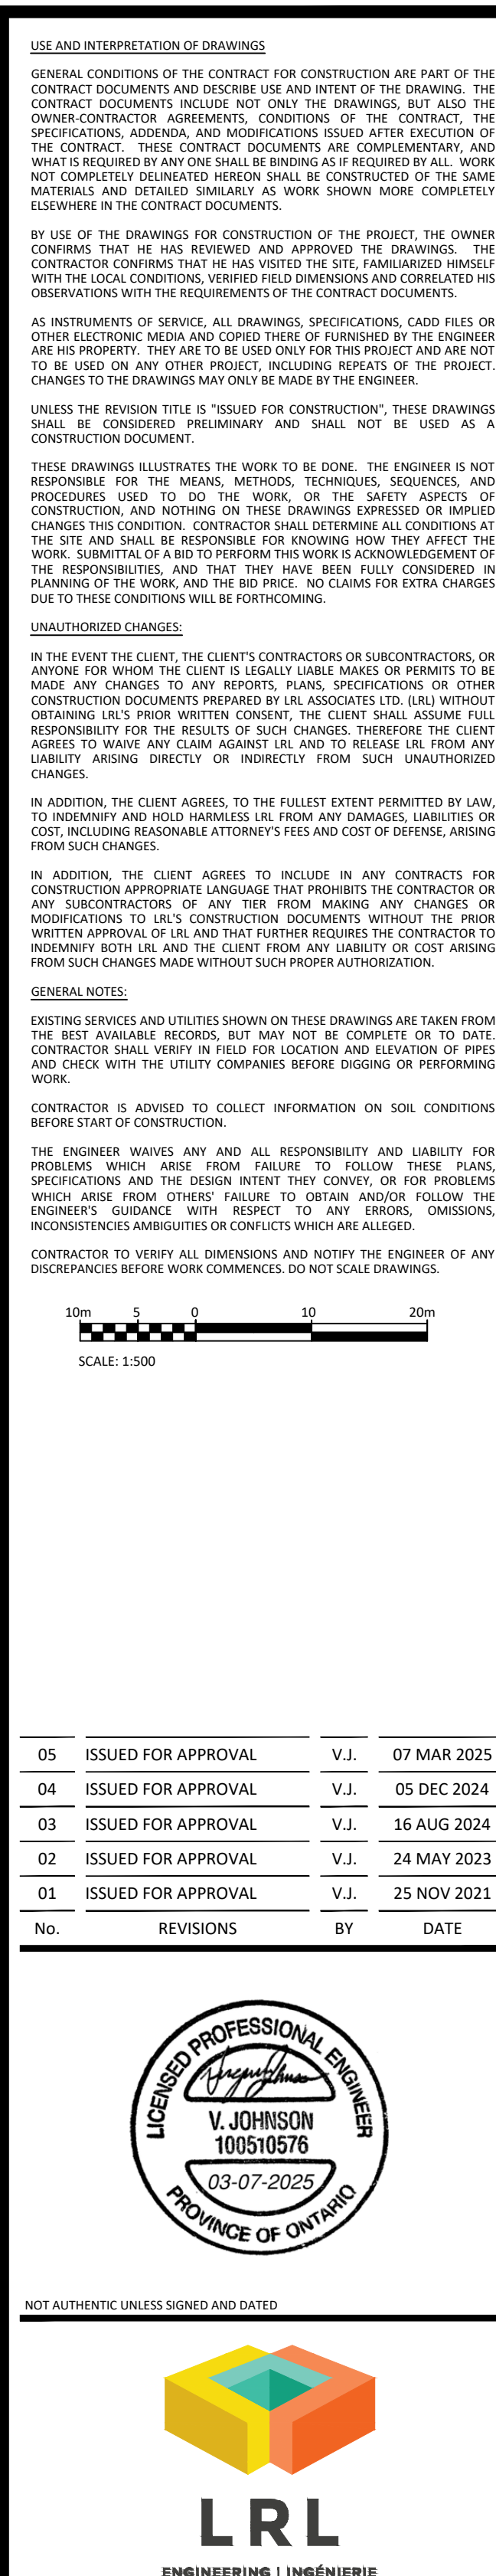 USE AND INTERPRETATION OF DRAWINGS
GENERAL CONDITIONS OF THE CONTRACT FOR CONSTRUCTION ARE PART OF THE
CONTRACT DOCUMENTS AND DESCRIBE USE AND INTENT OF THE DRAWING. THE
CONTRACT DOCUMENTS INCLUDE NOT ONLY THE DRAWINGS, BUT ALSO THE
OWNER-CONTRACTOR AGREEMENTS, CONDITIONS OF THE CONTRACT, THE
SPECIFICATIONS, ADDENDA, AND MODIFICATIONS ISSUED AFTER EXECUTION OF
THE CONTRACT. THESE CONTRACT DOCUMENTS ARE COMPLEMENTARY, AND
WHAT IS REQUIRED BY ANY ONE SHALL BE BINDING AS IF REQUIRED BY ALL. WORK
NOT COMPLETELY DELINEATED HEREON SHALL BE CONSTRUCTED OF THE SAME
MATERIALS AND DETAILED SIMILARLY AS WORK SHOWN MORE COMPLETELY
ELSEWHERE IN THE CONTRACT DOCUMENTS.
BY USE OF THE DRAWINGS FOR CONSTRUCTION OF THE PROJECT, THE OWNER
CONFIRMS THAT HE HAS REVIEWED AND APPROVED THE DRAWINGS. THE
CONTRACTOR CONFIRMS THAT HE HAS VISITED THE SITE, FAMILIARIZED HIMSELF
WITH THE LOCAL CONDITIONS, VERIFIED FIELD DIMENSIONS AND CORRELATED HIS
OBSERVATIONS WITH THE REQUIREMENTS OF THE CONTRACT DOCUMENTS.
AS INSTRUMENTS OF SERVICE, ALL DRAWINGS, SPECIFICATIONS, CADD FILES OR
OTHER ELECTRONIC MEDIA AND COPIED THERE OF FURNISHED BY THE ENGINEER
ARE HIS PROPERTY. THEY ARE TO BE USED ONLY FOR THIS PROJECT AND ARE NOT
TO BE USED ON ANY OTHER PROJECT, INCLUDING REPEATS OF THE PROJECT.
CHANGES TO THE DRAWINGS MAY ONLY BE MADE BY THE ENGINEER.
UNLESS THE REVISION TITLE IS "ISSUED FOR CONSTRUCTION", THESE DRAWINGS
SHALL BE CONSIDERED PRELIMINARY AND SHALL NOT BE USED AS A
CONSTRUCTION DOCUMENT.
THESE DRAWINGS ILLUSTRATES THE WORK TO BE DONE. THE ENGINEER IS NOT
RESPONSIBLE FOR THE MEANS, METHODS, TECHNIQUES, SEQUENCES, AND
PROCEDURES USED TO DO THE WORK, OR THE SAFETY ASPECTS OF
CONSTRUCTION, AND NOTHING ON THESE DRAWINGS EXPRESSED OR IMPLIED
CHANGES THIS CONDITION. CONTRACTOR SHALL DETERMINE ALL CONDITIONS AT
THE SITE AND SHALL BE RESPONSIBLE FOR KNOWING HOW THEY AFFECT THE
WORK. SUBMITTAL OF A BID TO PERFORM THIS WORK IS ACKNOWLEDGEMENT OF
THE RESPONSIBILITIES, AND THAT THEY HAVE BEEN FULLY CONSIDERED IN
PLANNING OF THE WORK, AND THE BID PRICE. NO CLAIMS FOR EXTRA CHARGES
DUE TO THESE CONDITIONS WILL BE FORTHCOMING.
UNAUTHORIZED CHANGES:
IN THE EVENT THE CLIENT, THE CLIENT'S CONTRACTORS OR SUBCONTRACTORS, OR
ANYONE FOR WHOM THE CLIENT IS LEGALLY LIABLE MAKES OR PERMITS TO BE
MADE ANY CHANGES TO ANY REPORTS, PLANS, SPECIFICATIONS OR OTHER
CONSTRUCTION DOCUMENTS PREPARED BY LRL ASSOCIATES LTD. (LRL) WITHOUT
OBTAINING LRL'S PRIOR WRITTEN CONSENT, THE CLIENT SHALL ASSUME FULL
RESPONSIBILITY FOR THE RESULTS OF SUCH CHANGES. THEREFORE THE CLIENT
AGREES TO WAIVE ANY CLAIM AGAINST LRL AND TO RELEASE LRL FROM ANY
LIABILITY ARISING DIRECTLY OR INDIRECTLY FROM SUCH UNAUTHORIZED
CHANGES.
IN ADDITION, THE CLIENT AGREES, TO THE FULLEST EXTENT PERMITTED BY LAW,
TO INDEMNIFY AND HOLD HARMLESS LRL FROM ANY DAMAGES, LIABILITIES OR
COST, INCLUDING REASONABLE ATTORNEY'S FEES AND COST OF DEFENSE, ARISING
FROM SUCH CHANGES.
IN ADDITION, THE CLIENT AGREES TO INCLUDE IN ANY CONTRACTS FOR
CONSTRUCTION APPROPRIATE LANGUAGE THAT PROHIBITS THE CONTRACTOR OR
ANY SUBCONTRACTORS OF ANY TIER FROM MAKING ANY CHANGES OR
MODIFICATIONS TO LRL'S CONSTRUCTION DOCUMENTS WITHOUT THE PRIOR
WRITTEN APPROVAL OF LRL AND THAT FURTHER REQUIRES THE CONTRACTOR TO
INDEMNIFY BOTH LRL AND THE CLIENT FROM ANY LIABILITY OR COST ARISING
FROM SUCH CHANGES MADE WITHOUT SUCH PROPER AUTHORIZATION.
GENERAL NOTES:
EXISTING SERVICES AND UTILITIES SHOWN ON THESE DRAWINGS ARE TAKEN FROM
THE BEST AVAILABLE RECORDS, BUT MAY NOT BE COMPLETE OR TO DATE.
CONTRACTOR SHALL VERIFY IN FIELD FOR LOCATION AND ELEVATION OF PIPES
AND CHECK WITH THE UTILITY COMPANIES BEFORE DIGGING OR PERFORMING
WORK.
CONTRACTOR IS ADVISED TO COLLECT INFORMATION ON SOIL CONDITIONS
BEFORE START OF CONSTRUCTION.
THE ENGINEER WAIVES ANY AND ALL RESPONSIBILITY AND LIABILITY FOR
PROBLEMS WHICH ARISE FROM FAILURE TO FOLLOW THESE PLANS,
SPECIFICATIONS AND THE DESIGN INTENT THEY CONVEY, OR FOR PROBLEMS
WHICH ARISE FROM OTHERS' FAILURE TO OBTAIN AND/OR FOLLOW THE
ENGINEER'S GUIDANCE WITH RESPECT TO ANY ERRORS, OMISSIONS,
INCONSISTENCIES AMBIGUITIES OR CONFLICTS WHICH ARE ALLEGED.
CONTRACTOR TO VERIFY ALL DIMENSIONS AND NOTIFY THE ENGINEER OF ANY
DISCREPANCIES BEFORE WORK COMMENCES. DO NOT SCALE DRAWINGS.
10m 5 0 10 20m
SCALE: 1:500
05 ISSUED FOR APPROVAL V.J. 07 MAR 2025
04 ISSUED FOR APPROVAL V.J. 05 DEC 2024
03 ISSUED FOR APPROVAL V.J. 16 AUG 2024
02 ISSUED FOR APPROVAL V.J. 24 MAY 2023
01 ISSUED FOR APPROVAL V.J. 25 NOV 2021
No. REVISIONS BY DATE
LICENSED PROFESSIONAL ENGINEER
V. JOHNSON
100510576
03-07-2025
PROVINCE OF ONTARIO
NOT AUTHENTIC UNLESS SIGNED AND DATED
LRL
ENGINEERING | INGÉNIERIE